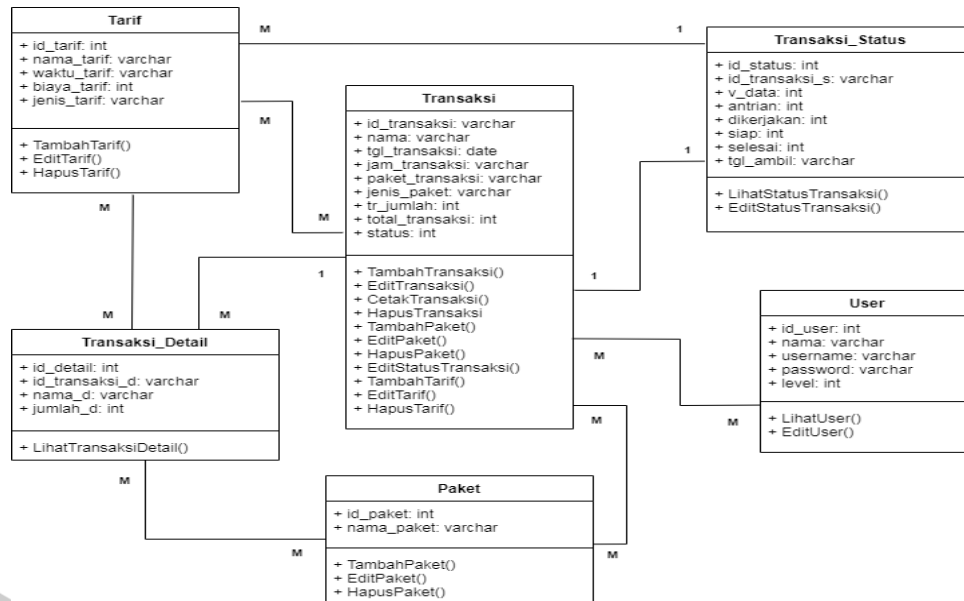 Tarif
+ id_tarif: int
+ nama_tarif: varchar
+ waktu_tarif: varchar
+ biaya_tarif: int
+ jenis_tarif: varchar
+ TambahTarif()
+ EditTarif()
+ HapusTarif()
M
1
M
M
M
M
Transaksi_Status
+ id_status: int
+ id_transaksi_s: varchar
+ v_data: int
+ antrian: int
+ dikerjakan: int
+ siap: int
+ selesai: int
+ tgl_ambil: varchar
+ LihatStatusTransaksi()
+ EditStatusTransaksi()
Transaksi
+ id_transaksi: varchar
+ nama: varchar
+ tgl_transaksi: date
+ jam_transaksi: varchar
+ paket_transaksi: varchar
+ jenis_paket: varchar
+ tr_jumlah: int
+ total_transaksi: int
+ status: int
+ TambahTransaksi()
+ EditTransaksi()
+ CetakTransaksi()
+ HapusTransaksi
+ TambahPaket()
+ EditPaket()
+ HapusPaket()
+ EditStatusTransaksi()
+ TambahTarif()
+ EditTarif()
+ HapusTarif()
1
1
1
M
M
M
M
User
+ id_user: int
+ nama: varchar
+ username: varchar
+ password: varchar
+ level: int
+ LihatUser()
+ EditUser()
Transaksi_Detail
+ id_detail: int
+ id_transaksi_d: varchar
+ nama_d: varchar
+ jumlah_d: int
+ LihatTransaksiDetail()
M
M
M
Paket
+ id_paket: int
+ nama_paket: varchar
+ TambahPaket()
+ EditPaket()
+ HapusPaket()